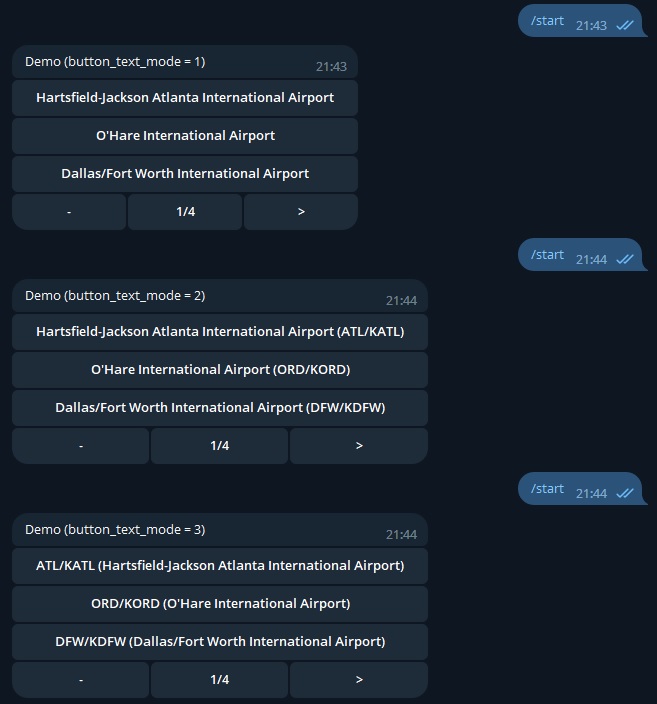 /start 21:43
Demo (button_text_mode = 1) 21:43
Hartsfield-Jackson Atlanta International Airport
O'Hare International Airport
Dallas/Fort Worth International Airport
- 1/4 >
/start 21:44
Demo (button_text_mode = 2) 21:44
Hartsfield-Jackson Atlanta International Airport (ATL/KATL)
O'Hare International Airport (ORD/KORD)
Dallas/Fort Worth International Airport (DFW/KDFW)
- 1/4 >
/start 21:44
Demo (button_text_mode = 3) 21:44
ATL/KATL (Hartsfield-Jackson Atlanta International Airport)
ORD/KORD (O'Hare International Airport)
DFW/KDFW (Dallas/Fort Worth International Airport)
- 1/4 >